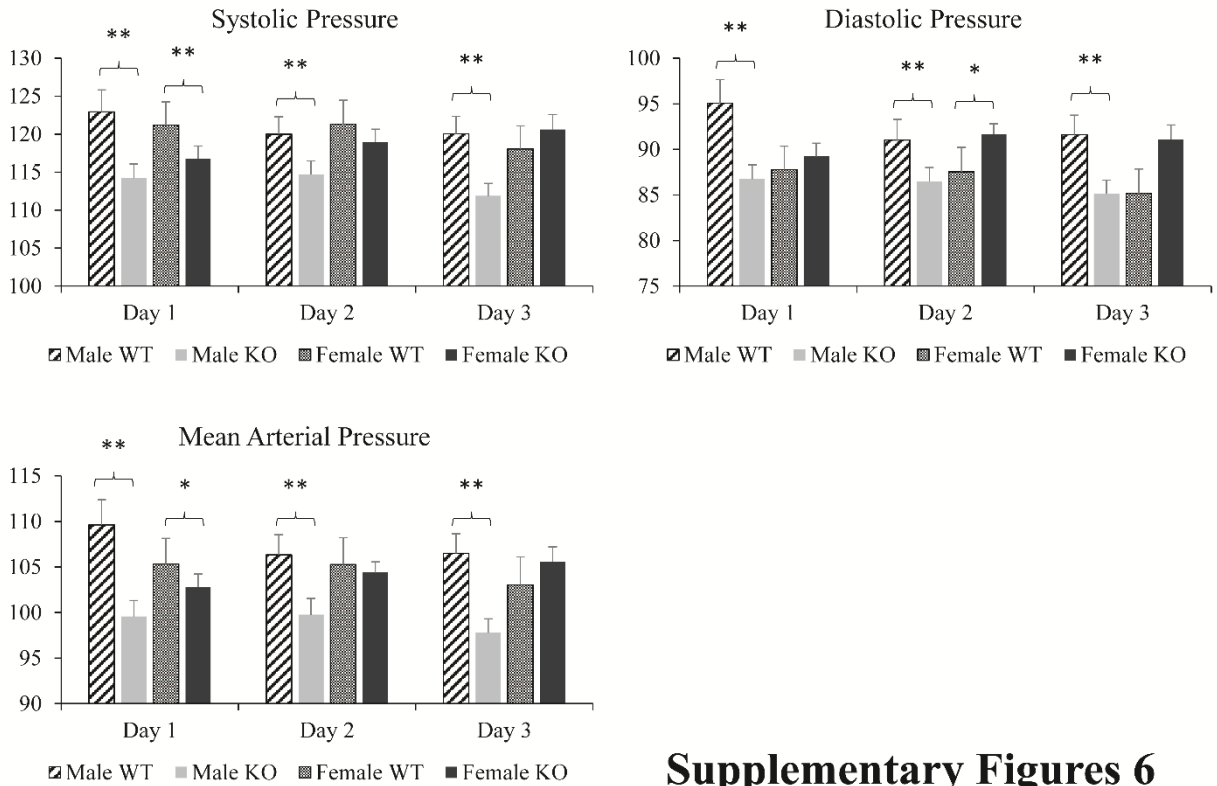 Systolic Pressure
** ** ** **
130
125
120
115
110
105
100
Day 1 Day 2 Day 3
Male WT Male KO Female WT Female KO
Diastolic Pressure
** ** * **
100
95
90
85
80
75
Day 1 Day 2 Day 3
Male WT Male KO Female WT Female KO
Mean Arterial Pressure
** * ** **
115
110
105
100
95
90
Day 1 Day 2 Day 3
Male WT Male KO Female WT Female KO
Supplementary Figures 6